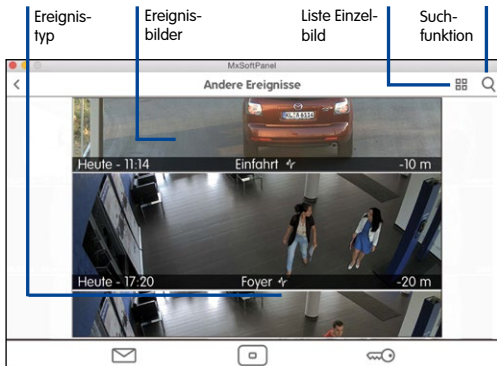 Ereignis-
typ
Ereignis-
bilder
Liste Einzel-
bild
Such-
funktion
MxSoftPanel
Andere Ereignisse
Heute - 11:14 Einfahrt -10 m
Heute - 17:20 Foyer -20 m